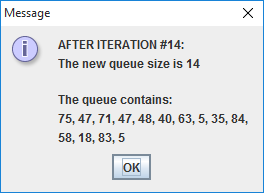 Message
AFTER ITERATION #14:
The new queue size is 14
The queue contains:
75, 47, 71, 47, 48, 40, 63, 5, 35, 84,
58, 18, 83, 5
OK